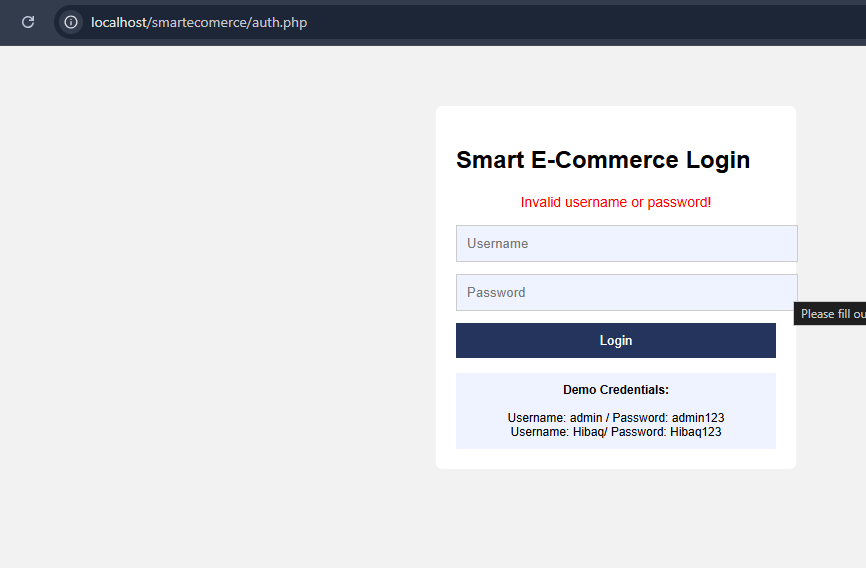 localhost/smartecomerce/auth.php
Smart E-Commerce Login
Invalid username or password!
Username
Password
Please fill ou
Login
Demo Credentials:
Username: admin / Password: admin123
Username: Hibaq/ Password: Hibaq123